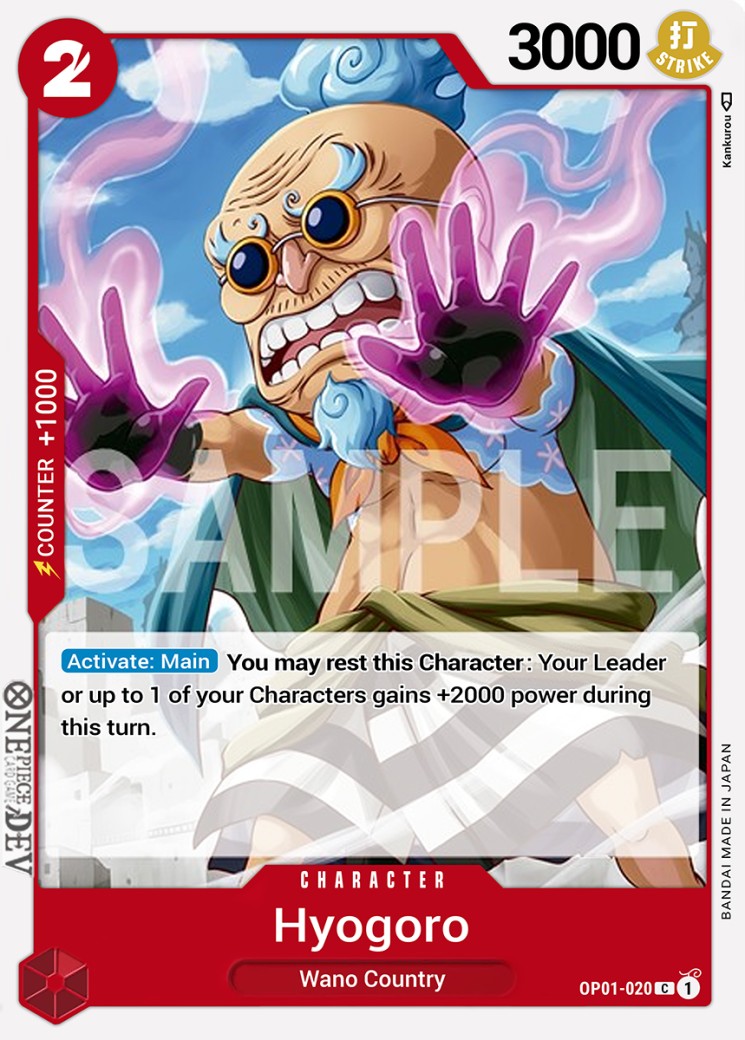 2
3000
打
STRIKE
Kankurou
COUNTER +1000
SAMPLE
Activate: Main You may rest this Character: Your Leader
or up to 1 of your Characters gains +2000 power during
this turn.
ONE PIECE
CARD GAME
DEV
BANDAI MADE IN JAPAN
CHARACTER
Hyogoro
Wano Country
OP01-020 C 1